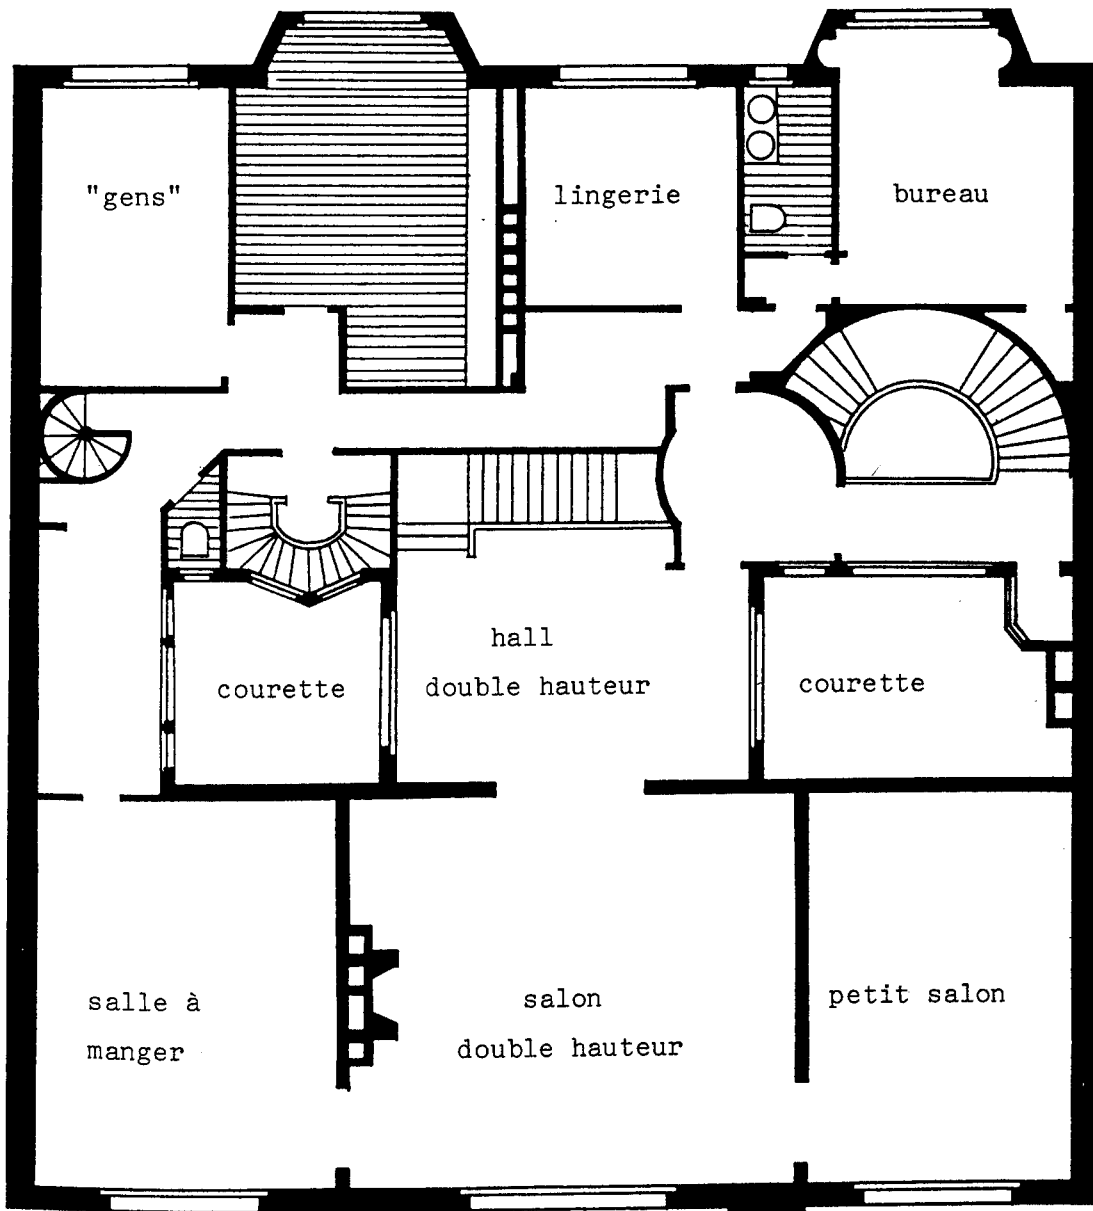 "gens"
lingerie
bureau
hall
double hauteur
courette
courette
salle à
manger
salon
double hauteur
petit salon